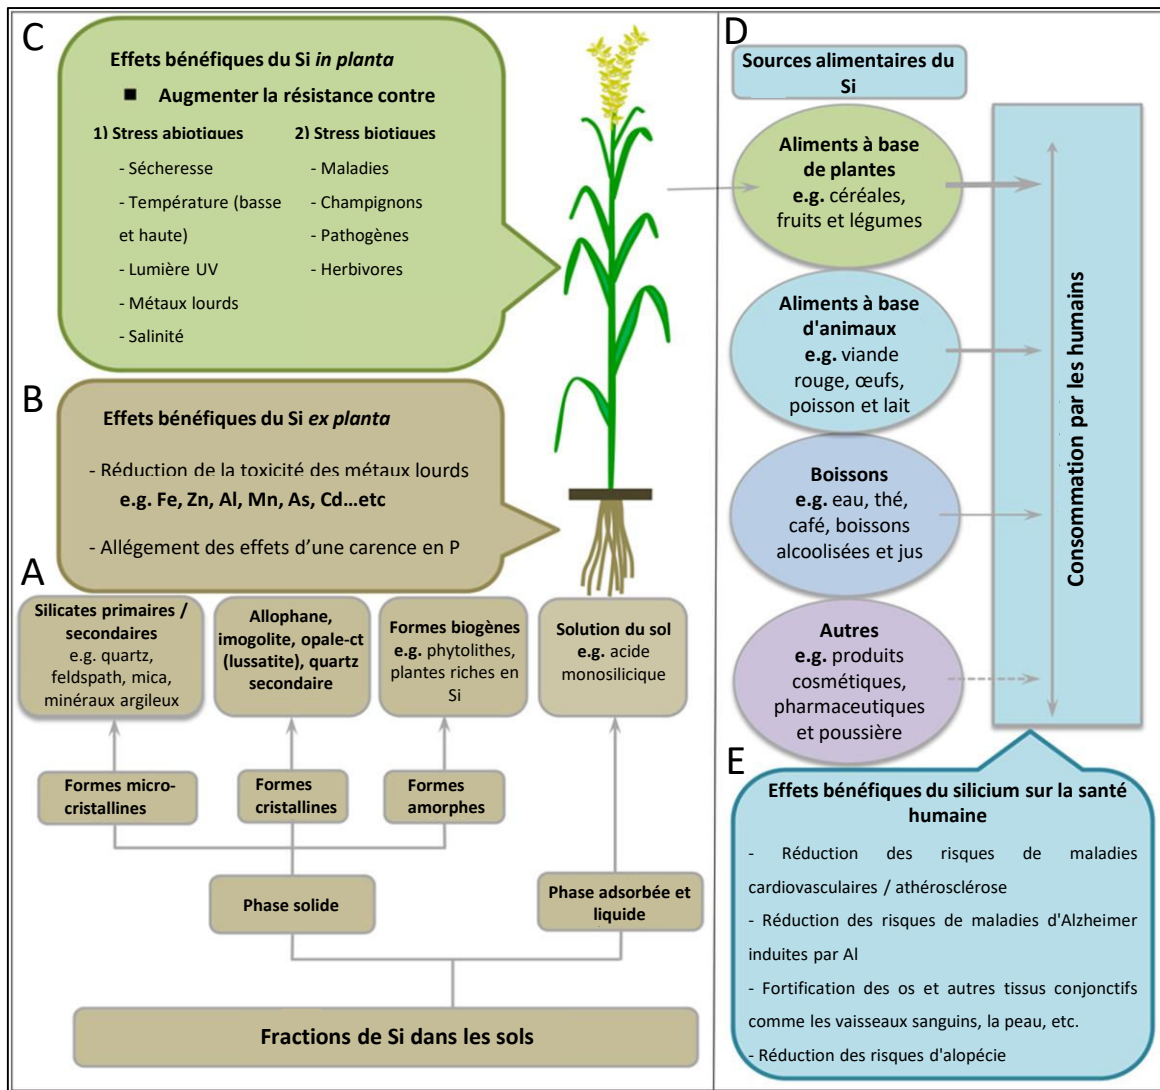 C
Effets bénéfiques du Si in planta
■ Augmenter la résistance contre
1) Stress abiotiques
- Sécheresse
- Température (basse
et haute)
- Lumière UV
- Métaux lourds
- Salinité
2) Stress biotiques
- Maladies
- Champignons
- Pathogènes
- Herbivores
B
Effets bénéfiques du Si ex planta
- Réduction de la toxicité des métaux lourds
e.g. Fe, Zn, Al, Mn, As, Cd...etc
- Allégement des effets d'une carence en P
A
Silicates primaires /
secondaires
e.g. quartz,
feldspath, mica,
minéraux argileux
Allophane,
imogolite, opale-ct
(lussatite), quartz
secondaire
Formes biogènes
e.g. phytolithes,
plantes riches en
Si
Solution du sol
e.g. acide
monosilicique
Formes micro-
cristallines
Formes
cristallines
Formes
amorphes
Phase solide
Phase adsorbée et
liquide
Fractions de Si dans les sols
D
Sources alimentaires du
Si
Aliments à base
de plantes
e.g. céréales,
fruits et légumes
Aliments à base
d'animaux
e.g. viande
rouge, œufs,
poisson et lait
Boissons
e.g. eau, thé,
café, boissons
alcoolisées et jus
Autres
e.g. produits
cosmétiques,
pharmaceutiques
et poussière
Consommation par les humains
E
Effets bénéfiques du silicium sur la santé
humaine
- Réduction des risques de maladies
cardiovasculaires / athérosclérose
- Réduction des risques de maladies d'Alzheimer
induites par Al
- Fortification des os et autres tissus conjonctifs
comme les vaisseaux sanguins, la peau, etc.
- Réduction des risques d'alopécie